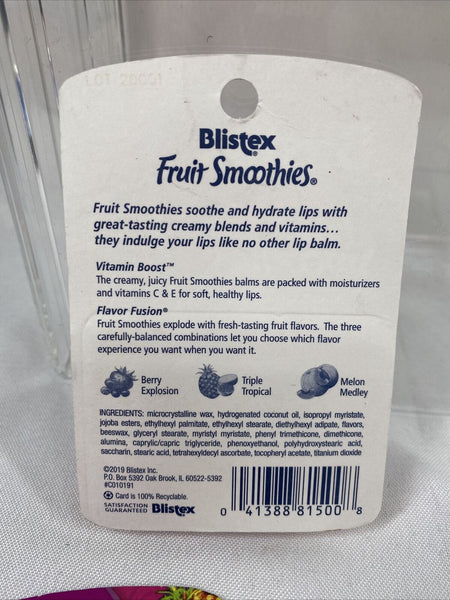 LOT 20001
Blistex
Fruit Smoothies®
Fruit Smoothies soothe and hydrate lips with
great-tasting creamy blends and vitamins...
they indulge your lips like no other lip balm.
Vitamin Boost™
The creamy, juicy Fruit Smoothies balms are packed with moisturizers
and vitamins C & E for soft, healthy lips.
Flavor Fusion®
Fruit Smoothies explode with fresh-tasting fruit flavors. The three
carefully-balanced combinations let you choose which flavor
experience you want when you want it.
Berry
Explosion
Triple
Tropical
Melon
Medley
INGREDIENTS: microcrystalline wax, hydrogenated coconut oil, isopropyl myristate,
jojoba esters, ethylhexyl palmitate, ethylhexyl stearate, diethylhexyl adipate, flavors,
beeswax, glyceryl stearate, myristyl myristate, phenyl trimethicone, dimethicone,
alumina, caprylic/capric triglyceride, phenoxyethanol, polyhydroxystearic acid,
saccharin, stearic acid, tetrahexyldecyl ascorbate, tocopheryl acetate, titanium dioxide
©2019 Blistex Inc.
P.O. Box 5392 Oak Brook, IL 60522-5392
#C010191
Card is 100% Recyclable.
SATISFACTION
GUARANTEED Blistex
0 41388 81500 8